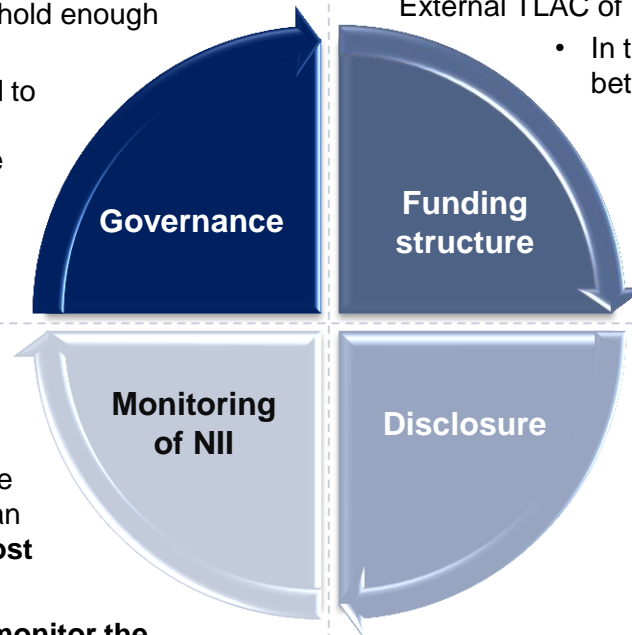 hold enough
External TLAC of
• In t
bet
to
Governance
Funding
structure
Monitoring
of NII
Disclosure
e
an
ost
monitor the